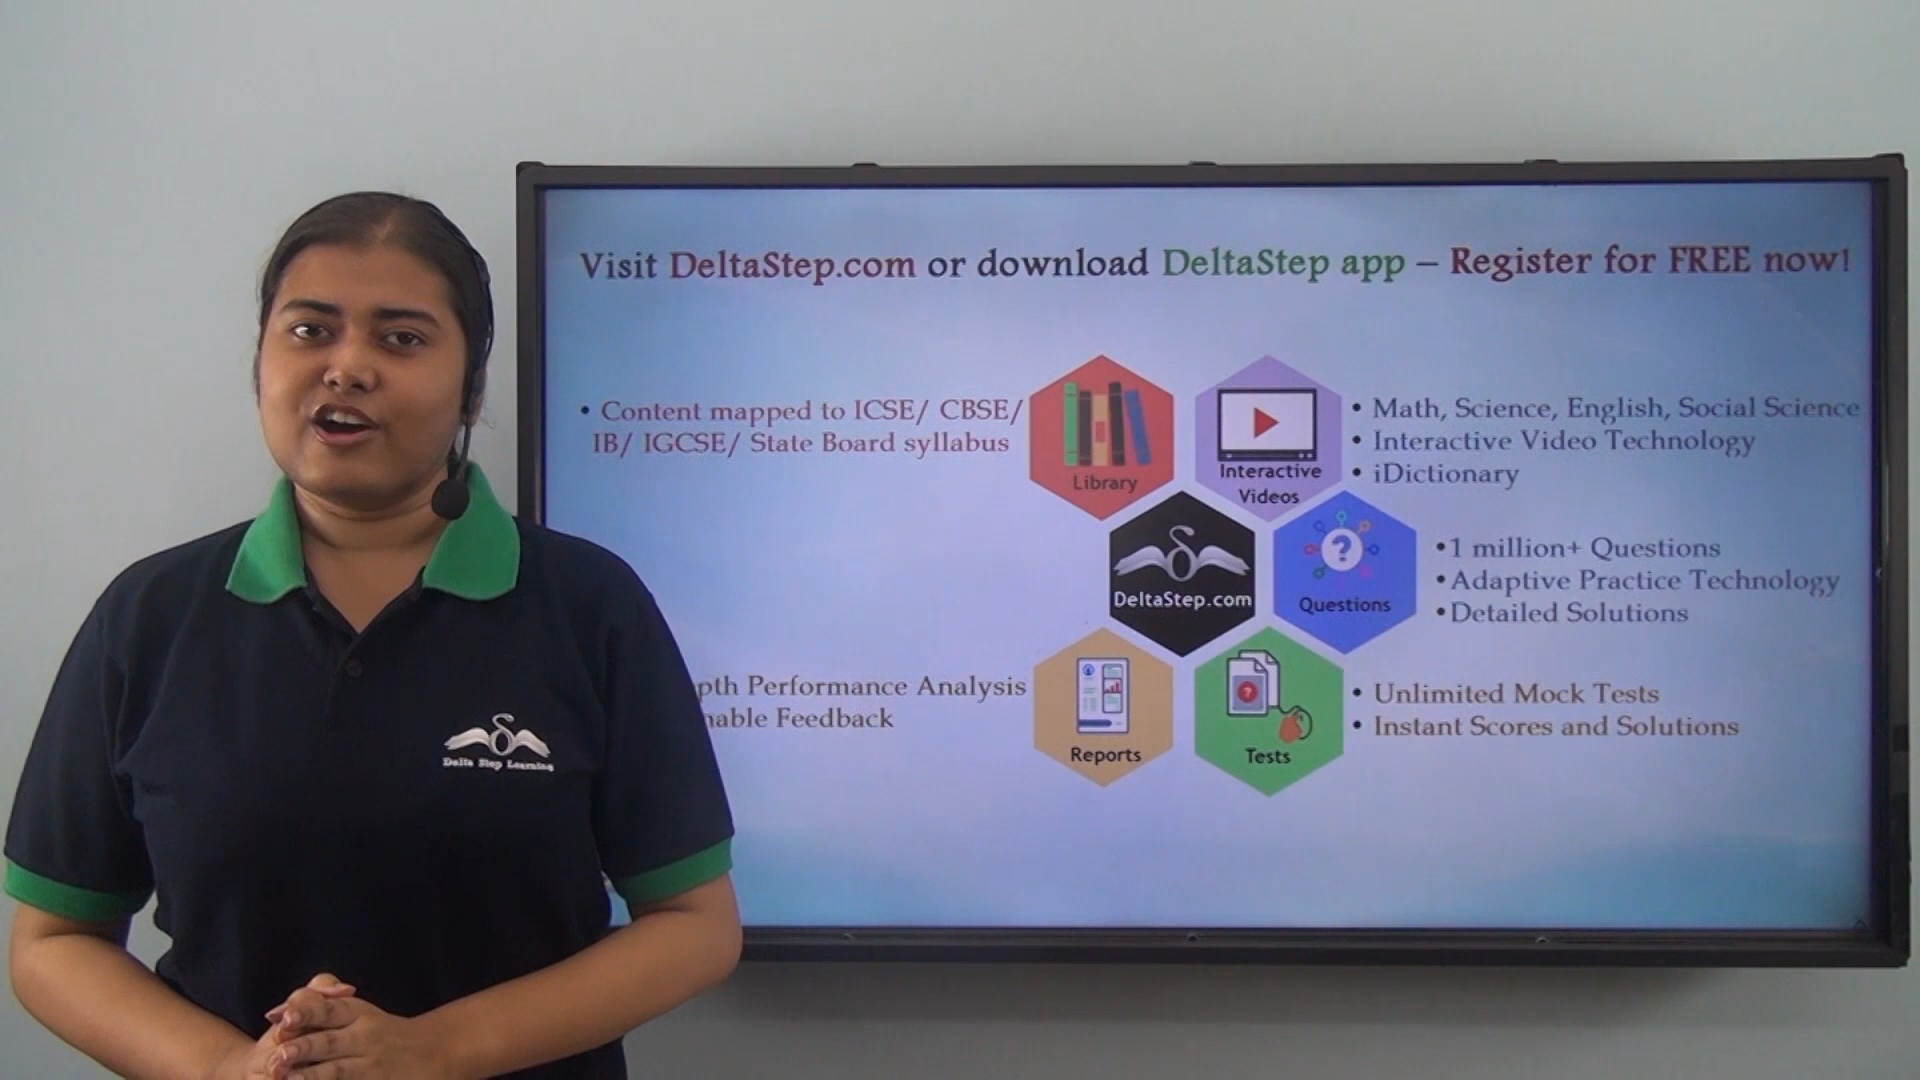 Visit DeltaStep.com or download DeltaStep app – Register for FREE now!
• Content mapped to ICSE/ CBSE/
IB/ IGCSE/ State Board syllabus
Library
Interactive
Videos
• Math, Science, English, Social Science
• Interactive Video Technology
• iDictionary
DeltaStep.com
Questions
•1 million+ Questions
•Adaptive Practice Technology
•Detailed Solutions
Performance Analysis
Feedback
Reports
Tests
• Unlimited Mock Tests
• Instant Scores and Solutions
Delta Step Learning